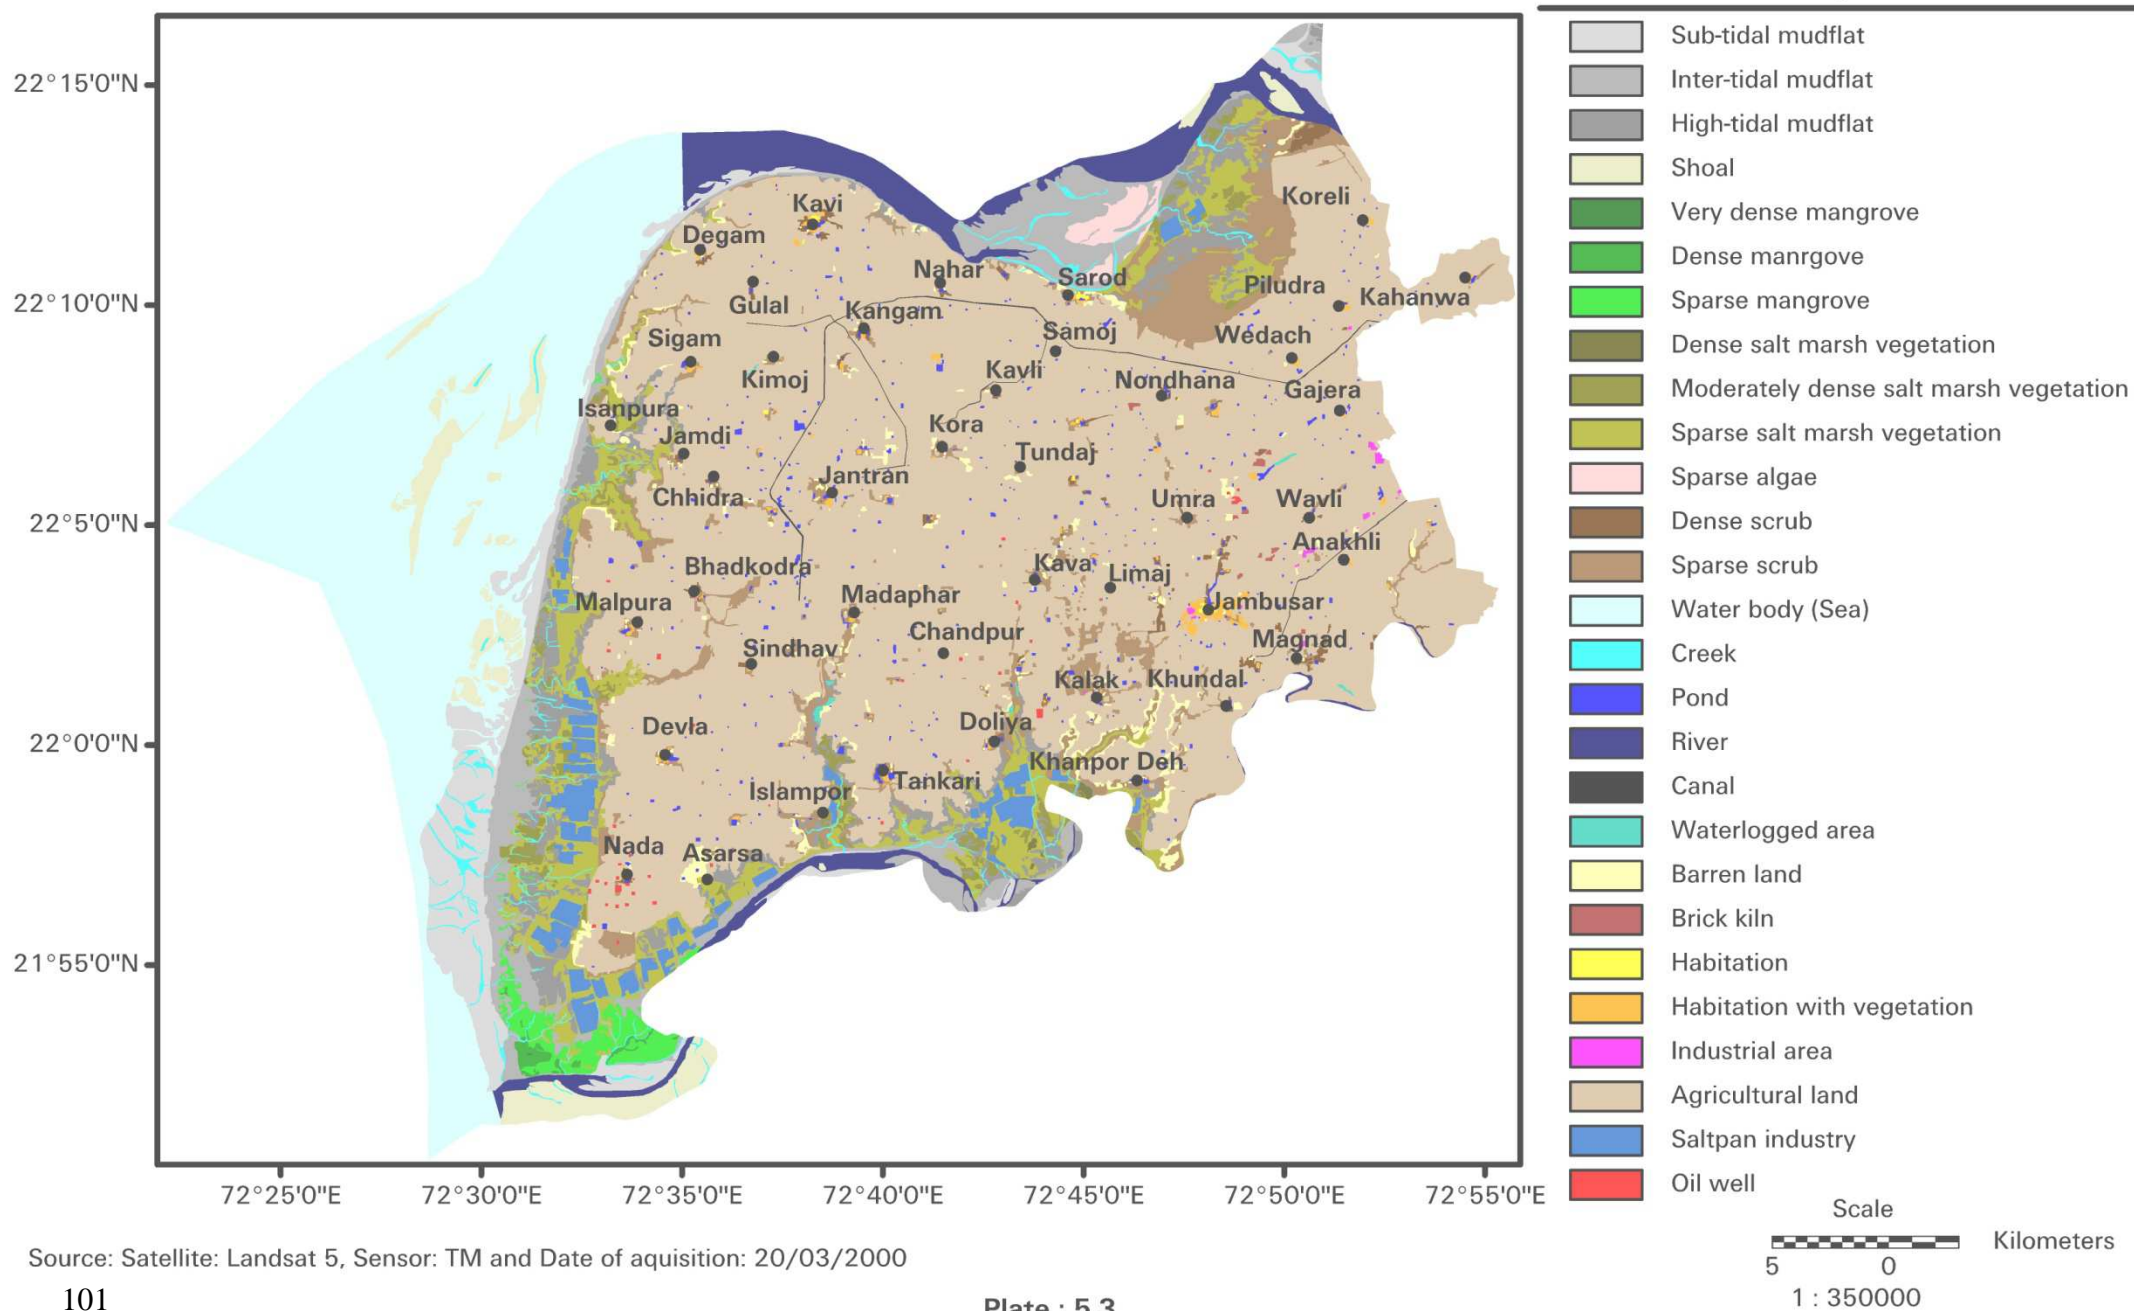 22°15'0"N
22°10'0"N
22°5'0"N
22°0'0"N
21°55'0"N
72°25'0"E
72°30'0"E
72°35'0"E
72°40'0"E
72°45'0"E
72°50'0"E
72°55'0"E
Kavi
Degam
Koreli
Nahar
Sarod
Gulal
Kangam
Piludra
Kahanwa
Sigam
Samoj
Wedach
Kimoj
Kavli
Nondhana
Gajera
Isanpura
Jamdi
Kora
Tundaj
Chhidra
Jantran
Umra
Wavli
Anakhli
Bhadkodra
Kava
Limaj
Malpura
Madaphar
Jambusar
Chandpur
Magnad
Sindhav
Kalak
Khundal
Devla
Doliya
Khanpor Deh
Islampor
Tankari
Nada
Asarsa
Sub-tidal mudflat
Inter-tidal mudflat
High-tidal mudflat
Shoal
Very dense mangrove
Dense manrgove
Sparse mangrove
Dense salt marsh vegetation
Moderately dense salt marsh vegetation
Sparse salt marsh vegetation
Sparse algae
Dense scrub
Sparse scrub
Water body (Sea)
Creek
Pond
River
Canal
Waterlogged area
Barren land
Brick kiln
Habitation
Habitation with vegetation
Industrial area
Agricultural land
Saltpan industry
Oil well
Scale
Kilometers
5 0
1 : 350000
Source: Satellite: Landsat 5, Sensor: TM and Date of aquisition: 20/03/2000
101
Plate : 5.3